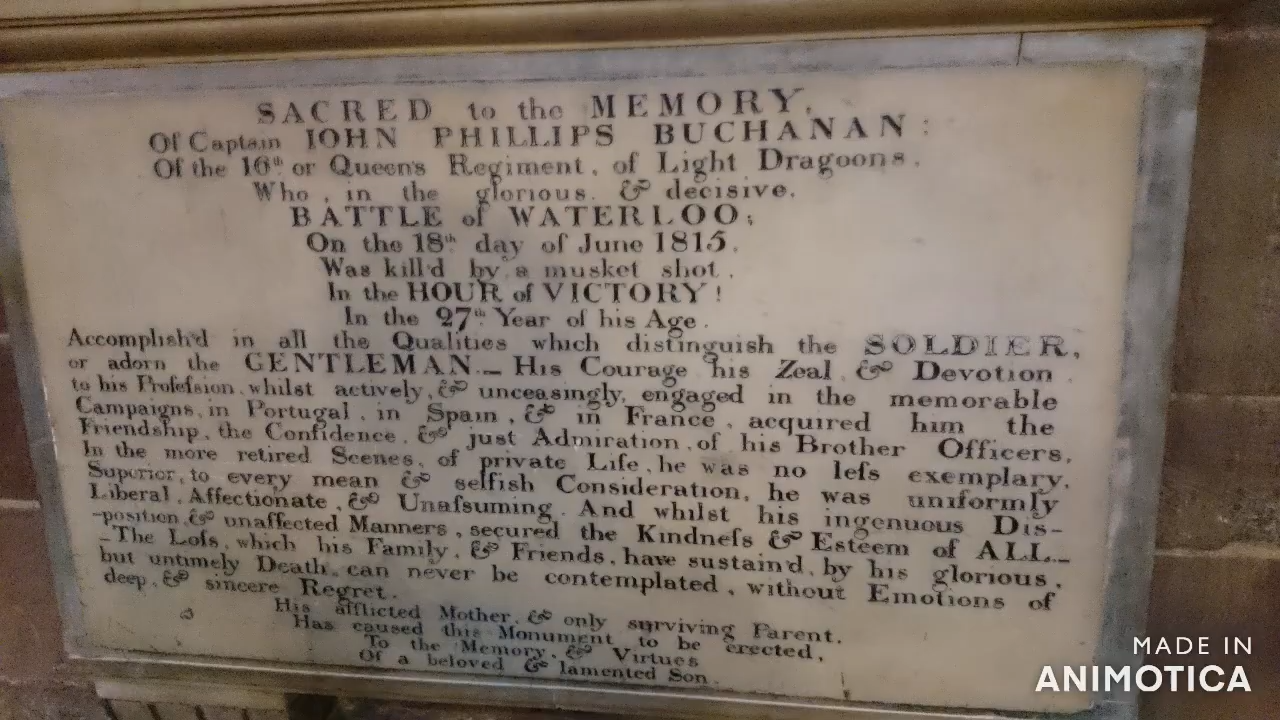 SACRED to the MEMORY,
Of Captain IOHN PHILLIPS BUCHANAN:
Of the 16th or Queen's Regiment, of Light Dragoons,
Who, in the glorious, & decisive,
BATTLE of WATERLOO;
On the 18th day of June 1815,
Was kill'd by a musket shot,
In the HOUR of VICTORY!
In the 27th Year of his Age.
Accomplish'd in all the Qualities which distinguish the SOLDIER,
or adorn the GENTLEMAN._ His Courage his Zeal, & Devotion,
to his Profeſsion, whilst actively, & unceasingly, engaged in the memorable
Campaigns, in Portugal, in Spain, & in France, acquired him the
Friendship, the Confidence, & just Admiration, of his Brother Officers,
In the more retired Scenes, of private Life, he was no leſs exemplary,
Superior, to every mean & selfish Consideration, he was uniformly
Liberal, Affectionate, & Unaſsuming. And whilst his ingenuous Dis-
-position, & unaffected Manners, secured the Kindneſs & Esteem of ALL._
_The Loſs, which his Family, & Friends, have sustain'd, by his glorious,
but untimely Death, can never be contemplated, without Emotions of
deep, & sincere Regret.
His afflicted Mother, & only surviving Parent,
Has caused this Monument to be erected,
To the Memory, & Virtues
Of a beloved & lamented Son.
MADE IN
ANIMOTICA